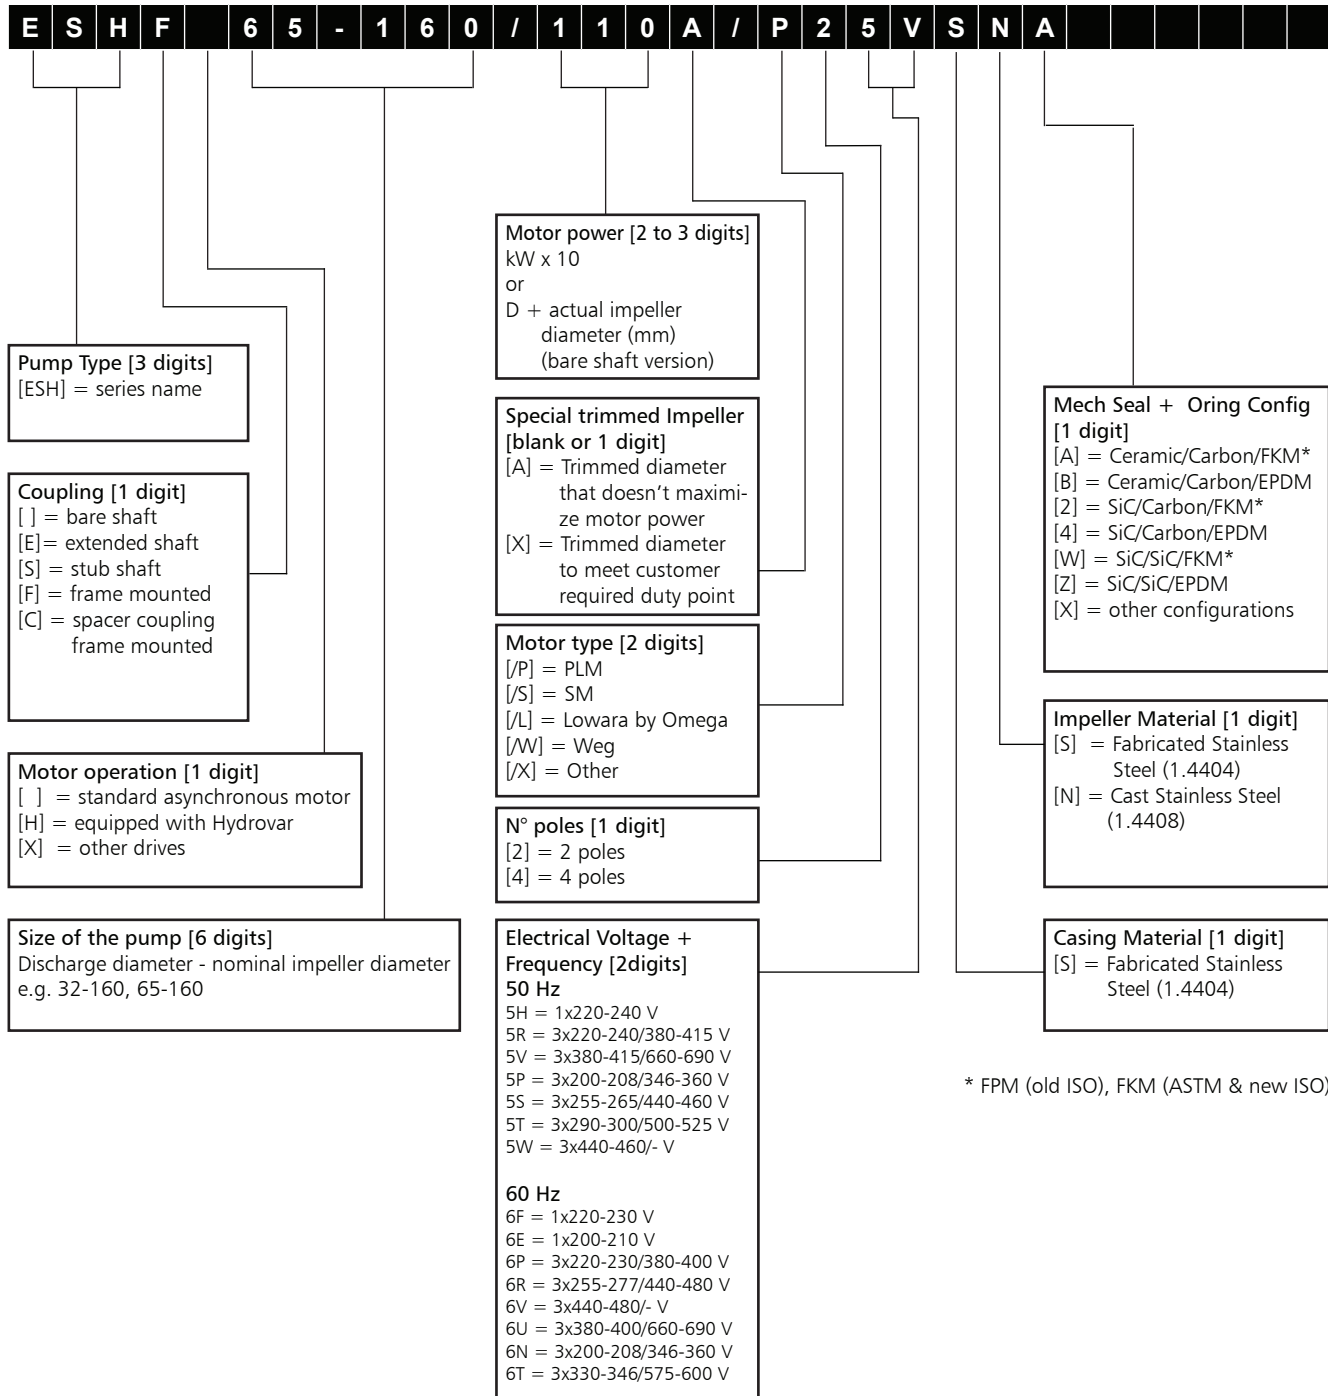 ESHF 65-160/110A/P25VSNA
Pump Type [3 digits]
[ESH] = series name
Coupling [1 digit]
[ ] = bare shaft
[E]= extended shaft
[S] = stub shaft
[F] = frame mounted
[C] = spacer coupling
frame mounted
Motor operation [1 digit]
[ ] = standard asynchronous motor
[H] = equipped with Hydrovar
[X] = other drives
Size of the pump [6 digits]
Discharge diameter - nominal impeller diameter
e.g. 32-160, 65-160
Motor power [2 to 3 digits]
kW x 10
or
D + actual impeller
diameter (mm)
(bare shaft version)
Special trimmed Impeller
[blank or 1 digit]
[A] = Trimmed diameter
that doesn't maximi-
ze motor power
[X] = Trimmed diameter
to meet customer
required duty point
Motor type [2 digits]
[/P] = PLM
[/S] = SM
[/L] = Lowara by Omega
[/W] = Weg
[/X] = Other
N° poles [1 digit]
[2] = 2 poles
[4] = 4 poles
Electrical Voltage +
Frequency [2digits]
50 Hz
5H = 1x220-240 V
5R = 3x220-240/380-415 V
5V = 3x380-415/660-690 V
5P = 3x200-208/346-360 V
5S = 3x255-265/440-460 V
5T = 3x290-300/500-525 V
5W = 3x440-460/- V
60 Hz
6F = 1x220-230 V
6E = 1x200-210 V
6P = 3x220-230/380-400 V
6R = 3x255-277/440-480 V
6V = 3x440-480/- V
6U = 3x380-400/660-690 V
6N = 3x200-208/346-360 V
6T = 3x330-346/575-600 V
Mech Seal + Oring Config
[1 digit]
[A] = Ceramic/Carbon/FKM*
[B] = Ceramic/Carbon/EPDM
[2] = SiC/Carbon/FKM*
[4] = SiC/Carbon/EPDM
[W] = SiC/SiC/FKM*
[Z] = SiC/SiC/EPDM
[X] = other configurations
Impeller Material [1 digit]
[S] = Fabricated Stainless
Steel (1.4404)
[N] = Cast Stainless Steel
(1.4408)
Casing Material [1 digit]
[S] = Fabricated Stainless
Steel (1.4404)
* FPM (old ISO), FKM (ASTM & new ISO)